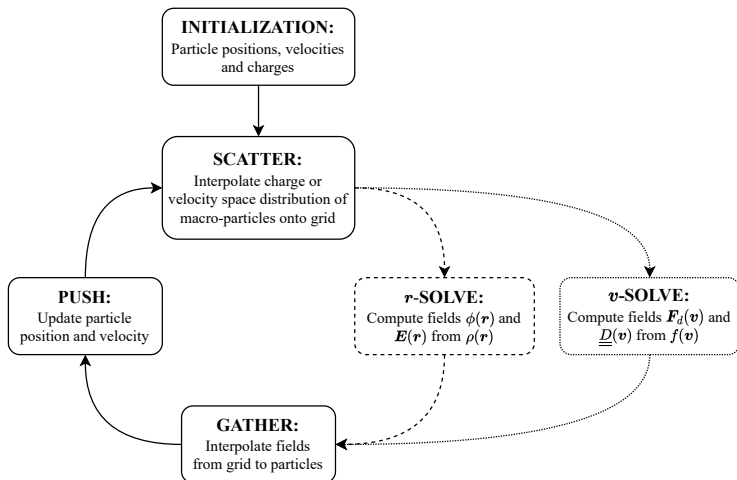 INITIALIZATION:
Particle positions, velocities
and charges
SCATTER:
Interpolate charge or
velocity space distribution of
macro-particles onto grid
PUSH:
Update particle
position and velocity
r-SOLVE:
Compute fields ϕ(r) and
E(r) from ρ(r)
v-SOLVE:
Compute fields F_d(v) and
D(v) from f(v)
GATHER:
Interpolate fields
from grid to particles